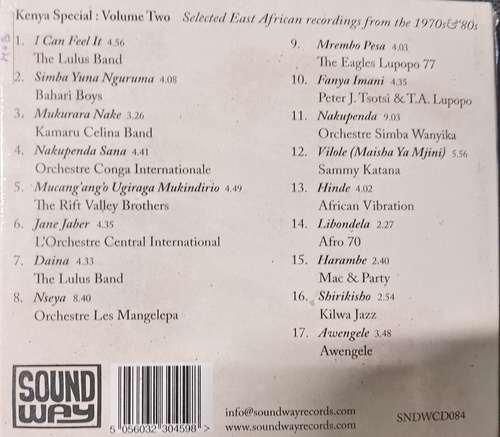 Kenya Special : Volume Two Selected East African recordings from the 1970s & '80s
1. I Can Feel It 4.56
The Lulus Band
2. Simba Yuna Nguruma 4.08
Bahari Boys
3. Mukurara Nake 3.26
Kamaru Celina Band
4. Nakupenda Sana 4.41
Orchestre Conga Internationale
5. Mucang'ang'o Ugiraga Mukindirio 4.49
The Rift Valley Brothers
6. Jane Jaber 4.35
L'Orchestre Central International
7. Daina 4.33
The Lulus Band
8. Nseya 8.40
Orchestre Les Mangelepa
9. Mrembo Pesa 4.03
The Eagles Lupopo 77
10. Fanya Imani 4.35
Peter J. Tsotsi & T.A. Lupopo
11. Nakupenda 9.03
Orchestre Simba Wanyika
12. Vilole (Maisha Ya Mjini) 5.56
Sammy Katana
13. Hinde 4.02
African Vibration
14. Libondela 2.27
Afro 70
15. Harambe 2.40
Mac & Party
16. Shirikisho 2.54
Kilwa Jazz
17. Awengele 3.48
Awengele
SOUND
WAY
5 056032 304598 >
info@soundwayrecords.com
www.soundwayrecords.com
SNDWCD084